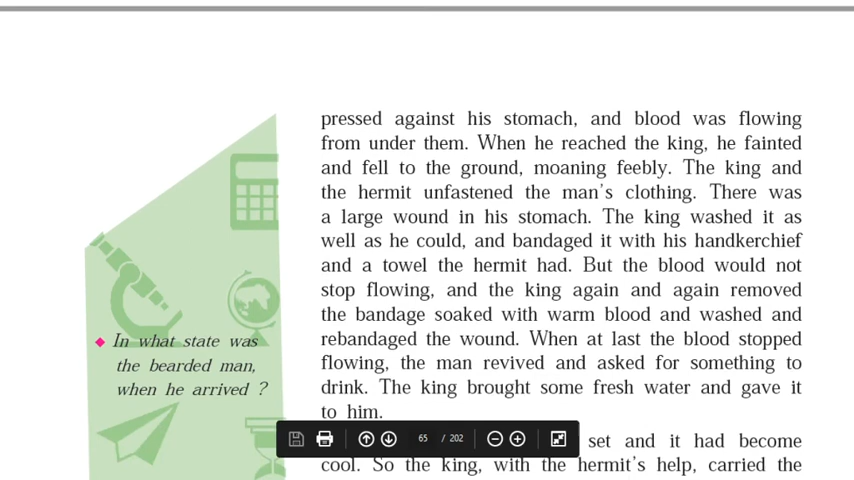 pressed against his stomach, and blood was flowing
from under them. When he reached the king, he fainted
and fell to the ground, moaning feebly. The king and
the hermit unfastened the man's clothing. There was
a large wound in his stomach. The king washed it as
well as he could, and bandaged it with his handkerchief
and a towel the hermit had. But the blood would not
stop flowing, and the king again and again removed
the bandage soaked with warm blood and washed and
rebandaged the wound. When at last the blood stopped
flowing, the man revived and asked for something to
drink. The king brought some fresh water and gave it
to him.
set and it had become
cool. So the king, with the hermit's help, carried the
In what state was
the bearded man,
when he arrived ?
65 / 202